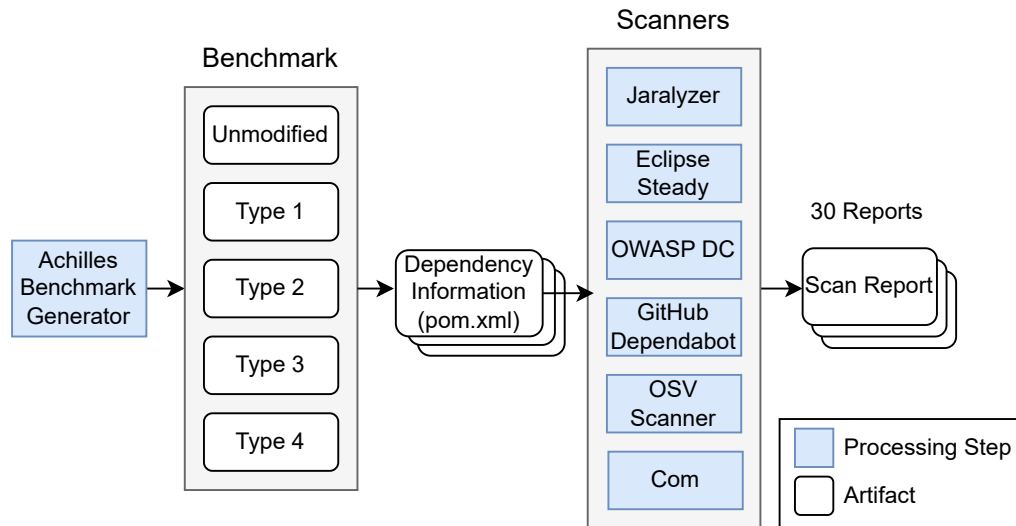 Scanners
Benchmark
Unmodified
Type 1
Type 2
Type 3
Type 4
Achilles
Benchmark
Generator
Dependency
Information
(pom.xml)
Jaralyzer
Eclipse
Steady
OWASP DC
GitHub
Dependabot
OSV
Scanner
Com
30 Reports
Scan Report
Processing Step
Artifact